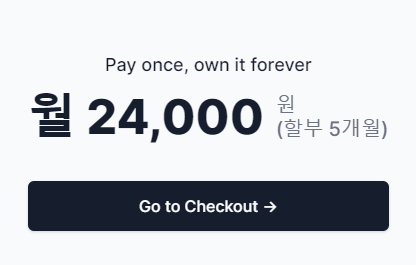 Pay once, own it forever
월 24,000 원
(할부 5개월)
Go to Checkout →